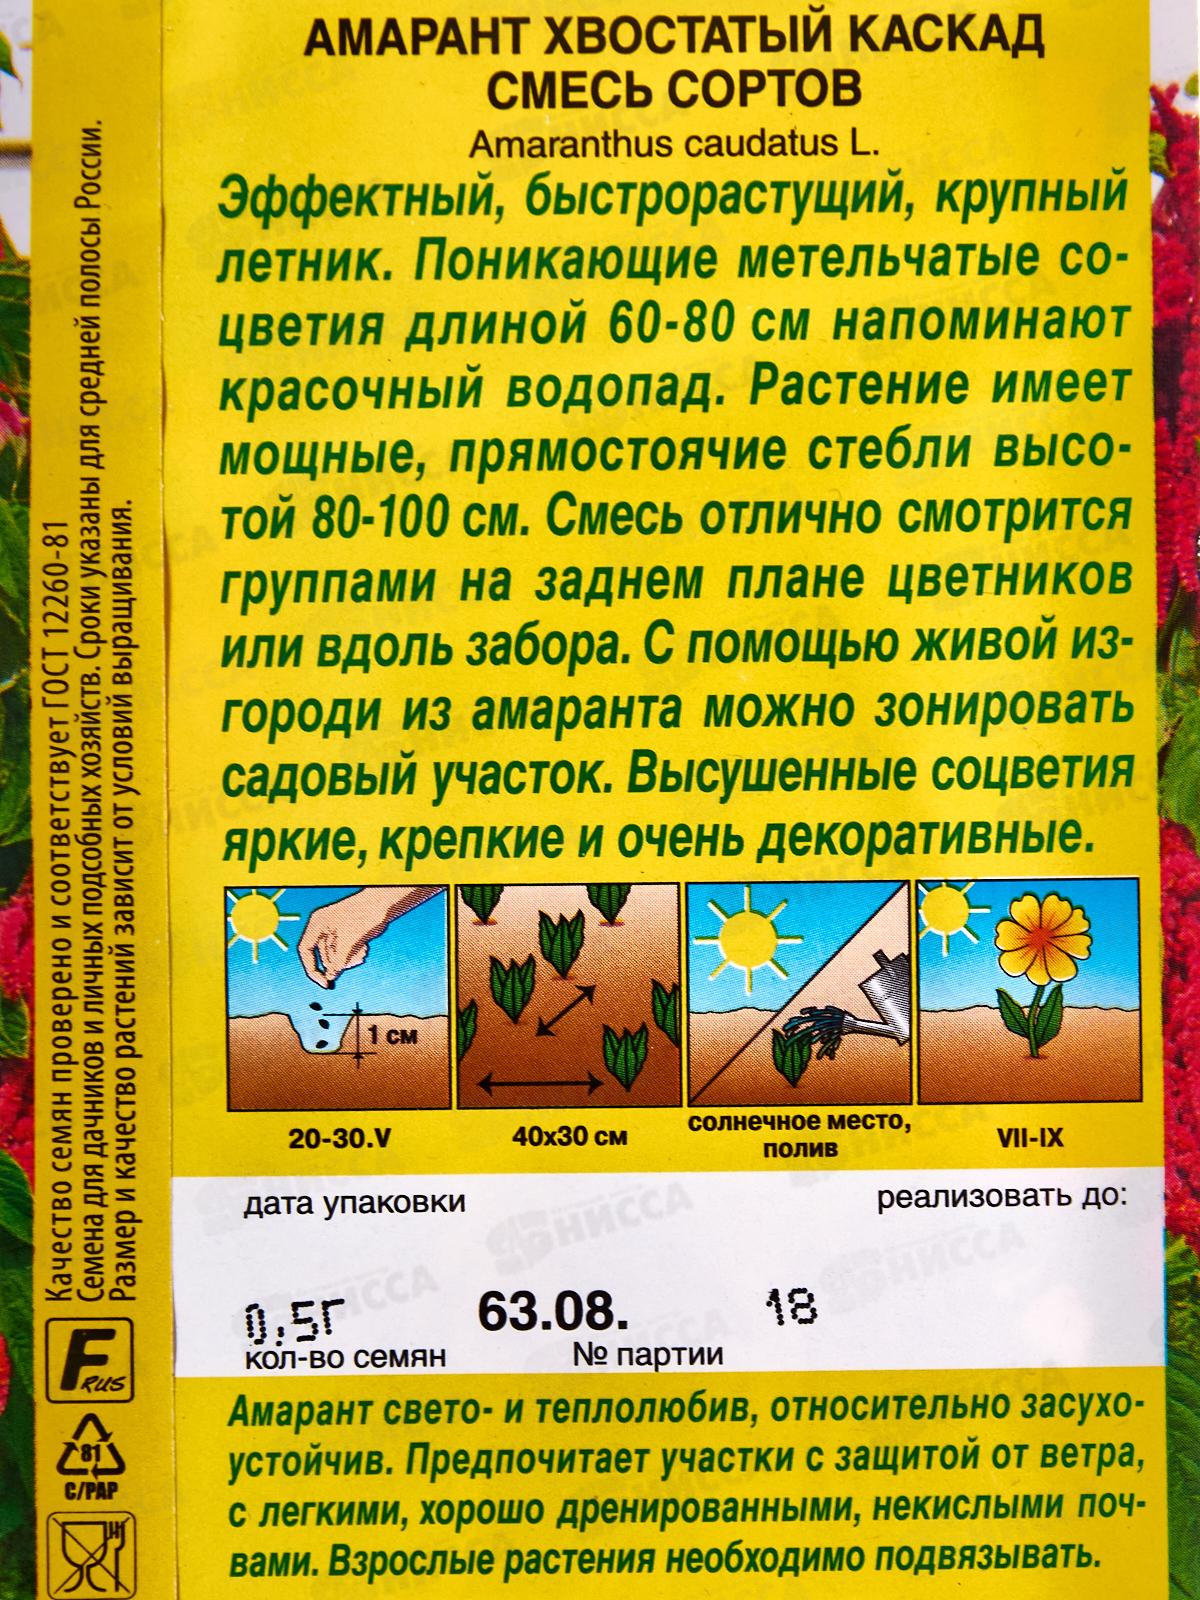 АМАРАНТ ХВОСТАТЫЙ КАСКАД
СМЕСЬ СОРТОВ
Amaranthus caudatus L.
Эффектный, быстрорастущий, крупный
летник. Поникающие метельчатые со-
цветия длиной 60-80 см напоминают
красочный водопад. Растение имеет
мощные, прямостоячие стебли высо-
той 80-100 см. Смесь отлично смотрится
группами на заднем плане цветников
или вдоль забора. С помощью живой из-
городи из амаранта можно зонировать
садовый участок. Высушенные соцветия
яркие, крепкие и очень декоративные.
1 см
20-30.V
40х30 см
солнечное место,
полив
VII-IX
дата упаковки
реализовать до:
0,5г
63.08.
18
кол-во семян
№ партии
Амарант свето- и теплолюбив, относительно засухо-
устойчив. Предпочитает участки с защитой от ветра,
с легкими, хорошо дренированными, некислыми поч-
вами. Взрослые растения необходимо подвязывать.
Качество семян проверено и соответствует ГОСТ 12260-81
Семена для дачников и личных подсобных хозяйств. Сроки указаны для средней полосы России.
Размер и качество растений зависит от условий выращивания.
F RUS
81
C/PAP
НИССА